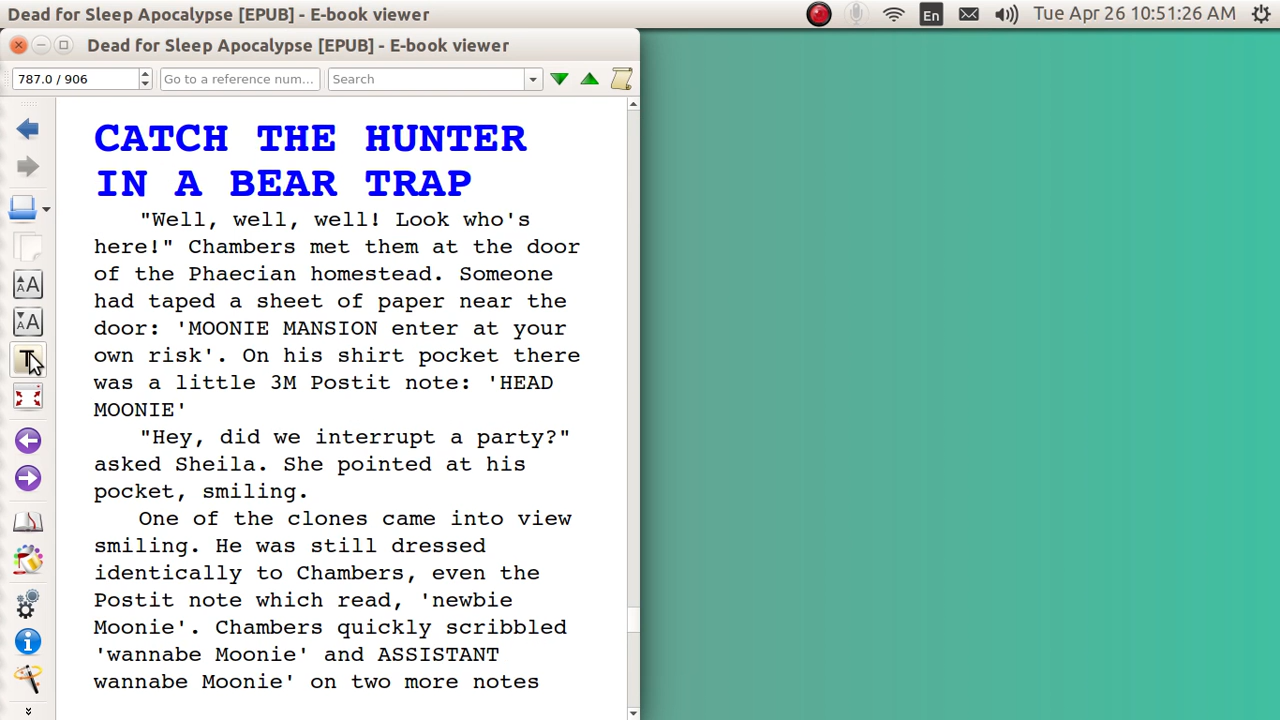 Dead for Sleep Apocalypse [EPUB] - E-book viewer
En
Tue Apr 26 10:51:26 AM
Dead for Sleep Apocalypse [EPUB] - E-book viewer
787.0 / 906
Go to a reference num...
Search
CATCH THE HUNTER
IN A BEAR TRAP
"Well, well, well! Look who's
here!" Chambers met them at the door
of the Phaecian homestead. Someone
had taped a sheet of paper near the
door: 'MOONIE MANSION enter at your
own risk'. On his shirt pocket there
was a little 3M Postit note: 'HEAD
MOONIE'
"Hey, did we interrupt a party?"
asked Sheila. She pointed at his
pocket, smiling.
One of the clones came into view
smiling. He was still dressed
identically to Chambers, even the
Postit note which read, 'newbie
Moonie'. Chambers quickly scribbled
'wannabe Moonie' and ASSISTANT
wannabe Moonie' on two more notes